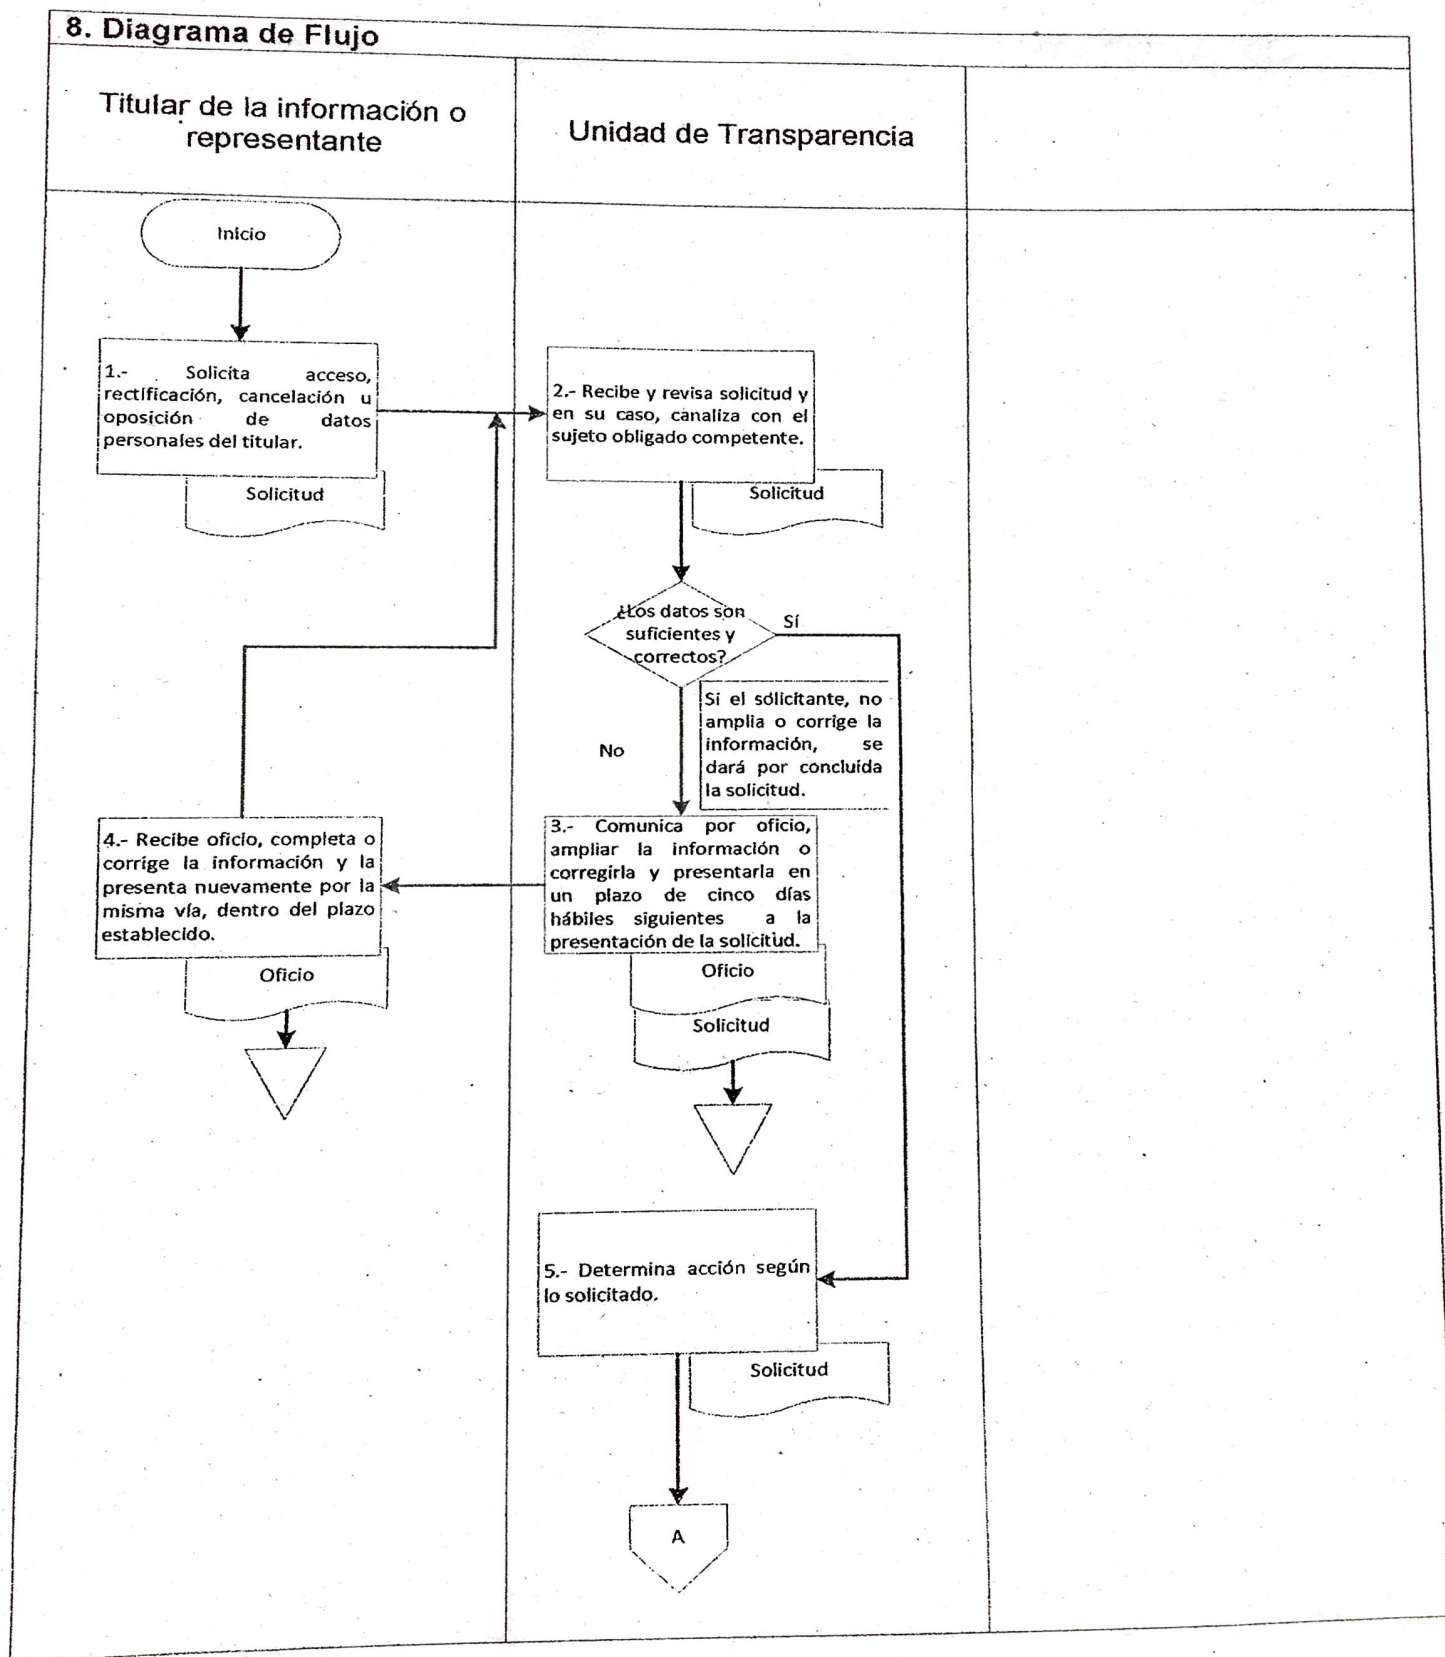 8. Diagrama de Flujo
Titular de la información o
representante
Unidad de Transparencia
Inicio
1.- Solicita acceso,
rectificación, cancelación u
oposición de datos
personales del titular.
Solicitud
2.- Recibe y revisa solicitud y
en su caso, canaliza con el
sujeto obligado competente.
Solicitud
¿Los datos son
suficientes y
correctos?
Sí
No
Si el solicitante, no
amplia o corrige la
información, se
dará por concluida
la solicitud.
3.- Comunica por oficio,
ampliar la información o
corregirla y presentarla en
un plazo de cinco días
hábiles siguientes a la
presentación de la solicitud.
Oficio
Solicitud
4.- Recibe oficio, completa o
corrige la información y la
presenta nuevamente por la
misma vía, dentro del plazo
establecido.
Oficio
5.- Determina acción según
lo solicitado.
Solicitud
A